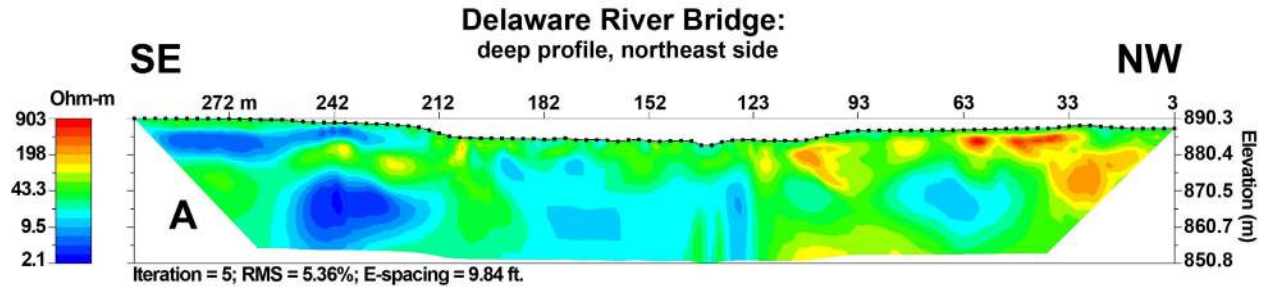 Delaware River Bridge:
deep profile, northeast side
SE
NW
Ohm-m
272 m 242 212 182 152 123 93 63 33 3
903
198
43.3
9.5
2.1
890.3
880.4
870.5
860.7
850.8
Elevation (m)
A
Iteration = 5; RMS = 5.36%; E-spacing = 9.84 ft.